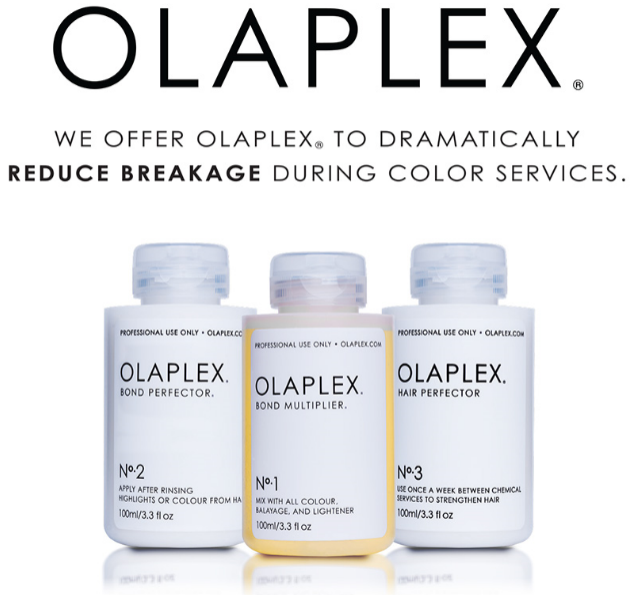 OLAPLEX®
WE OFFER OLAPLEX® TO DRAMATICALLY
REDUCE BREAKAGE DURING COLOR SERVICES.
PROFESSIONAL USE ONLY • OLAPLEX.CO
OLAPLEX.
BOND PERFECTOR.
Nº.2
APPLY AFTER RINSING
HIGHLIGHTS OR COLOUR FROM HA
100ml/3.3 fl oz
PROFESSIONAL USE ONLY • OLAPLEX.COM
OLAPLEX.
BOND MULTIPLIER.
Nº.1
MIX WITH ALL COLOUR,
BALAYAGE, AND LIGHTENER
100ml/3.3 fl oz
PROFESSIONAL USE ONLY • OLAPLEX.COM
OLAPLEX.
HAIR PERFECTOR
Nº.3
USE ONCE A WEEK BETWEEN CHEMICAL
SERVICES TO STRENGTHEN HAIR
100ml/3.3 fl oz